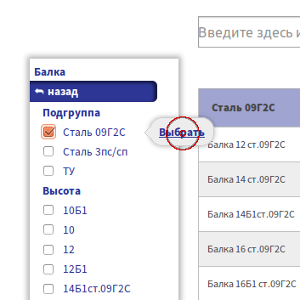 Введите здесь и
Балка
назад
Подгруппа
Сталь 09Г2С
Выбрать
Сталь 3пс/сп
ТУ
Высота
10Б1
10
12
12Б1
14Б1ст.09Г2С
Сталь 09Г2С
Балка 12 ст.09Г2С
Балка 14 ст.09Г2С
Балка 14Б1ст.09Г2С
Балка 16 ст.09Г2С
Балка 16Б1 ст.09Г2С